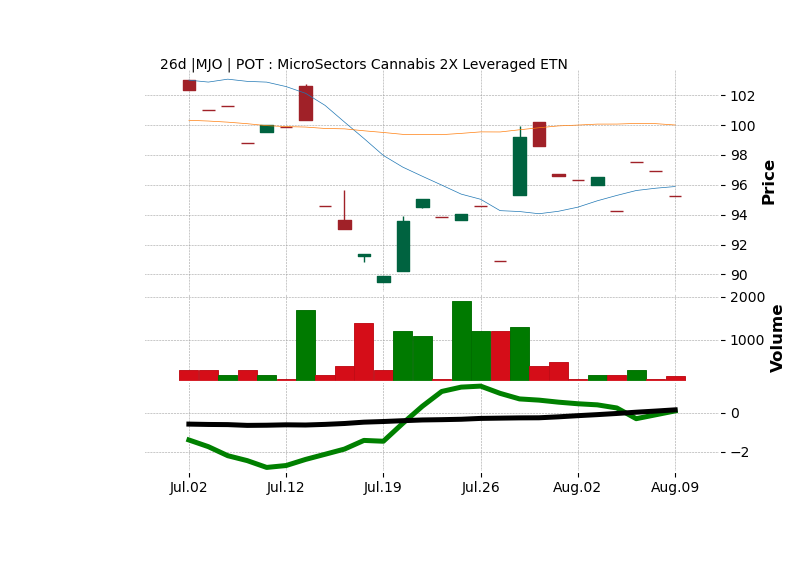 26d |MJO | POT : MicroSectors Cannabis 2X Leveraged ETN
102
100
98
96
94
92
90
Price
2000
1000
Volume
0
−2
Jul.02 Jul.12 Jul.19 Jul.26 Aug.02 Aug.09